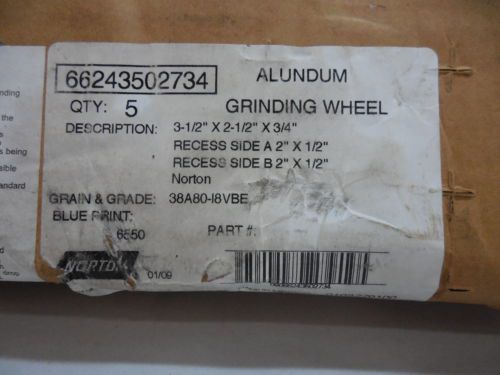 66243502734 ALUNDUM
QTY: 5 GRINDING WHEEL
DESCRIPTION: 3-1/2" X 2-1/2" X 3/4"
RECESS SIDE A 2" X 1/2"
RECESS SIDE B 2" X 1/2"
Norton
GRAIN & GRADE: 38A80-I8VBE
BLUE PRINT:
6550 PART #:
NORTON
01/09
nding
the
s being
sible
andard